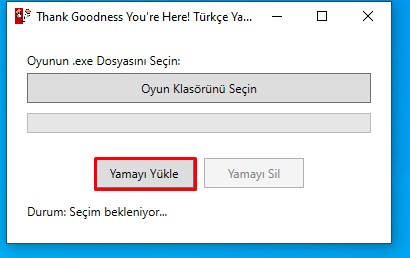 Thank Goodness You're Here! Türkçe Ya...
Oyunun .exe Dosyasını Seçin:
Oyun Klasörünü Seçin
Yamayı Yükle
Yamayı Sil
Durum: Seçim bekleniyor...